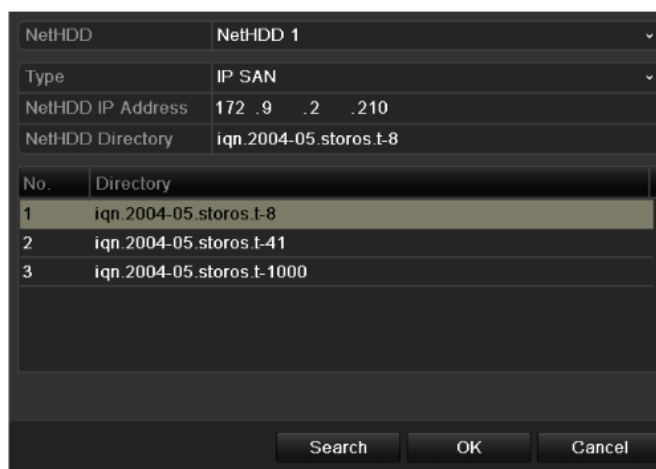 NetHDD NetHDD 1
Type IP SAN
NetHDD IP Address 172 .9 .2 .210
NetHDD Directory iqn.2004-05.storos.t-8
No. Directory
1 iqn.2004-05.storos.t-8
2 iqn.2004-05.storos.t-41
3 iqn.2004-05.storos.t-1000
Search OK Cancel